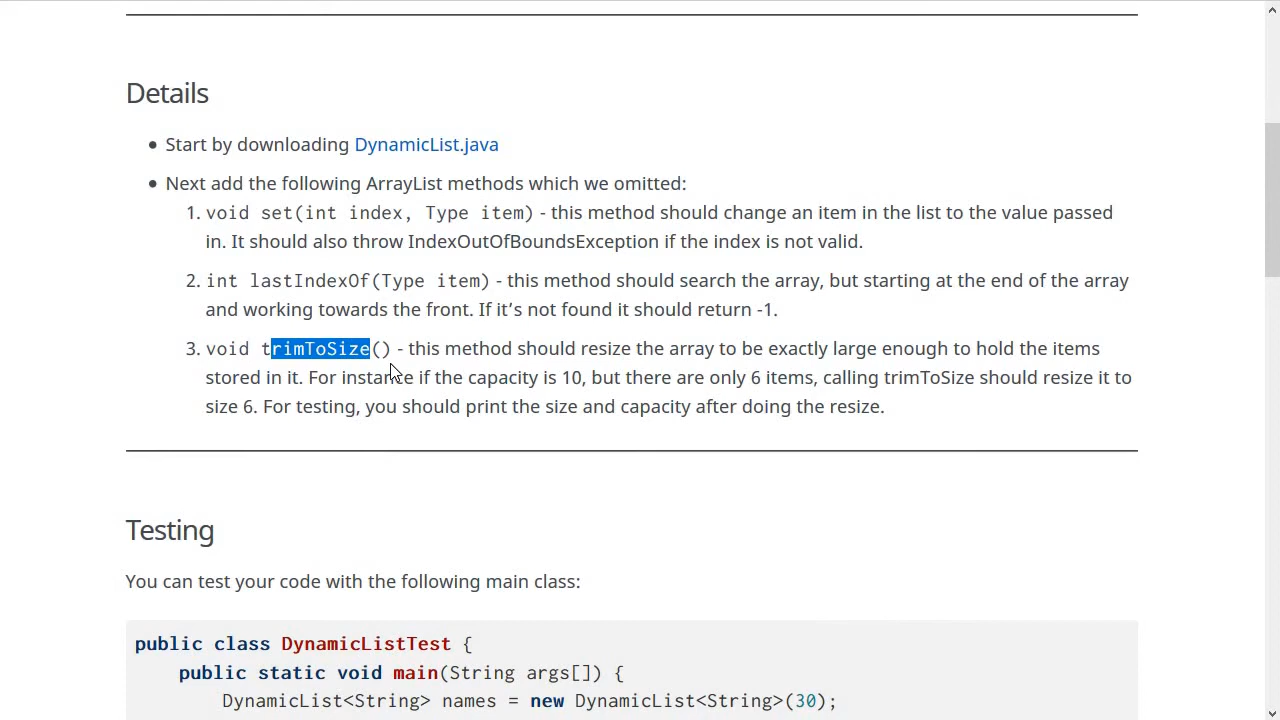 Details
• Start by downloading DynamicList.java
• Next add the following ArrayList methods which we omitted:
1. void set(int index, Type item) - this method should change an item in the list to the value passed
in. It should also throw IndexOutOfBoundsException if the index is not valid.
2. int lastIndexOf(Type item) - this method should search the array, but starting at the end of the array
and working towards the front. If it’s not found it should return -1.
3. void trimToSize() - this method should resize the array to be exactly large enough to hold the items
stored in it. For instance if the capacity is 10, but there are only 6 items, calling trimToSize should resize it to
size 6. For testing, you should print the size and capacity after doing the resize.
Testing
You can test your code with the following main class:
public class DynamicListTest {
public static void main(String args[]) {
DynamicList<String> names = new DynamicList<String>(30);